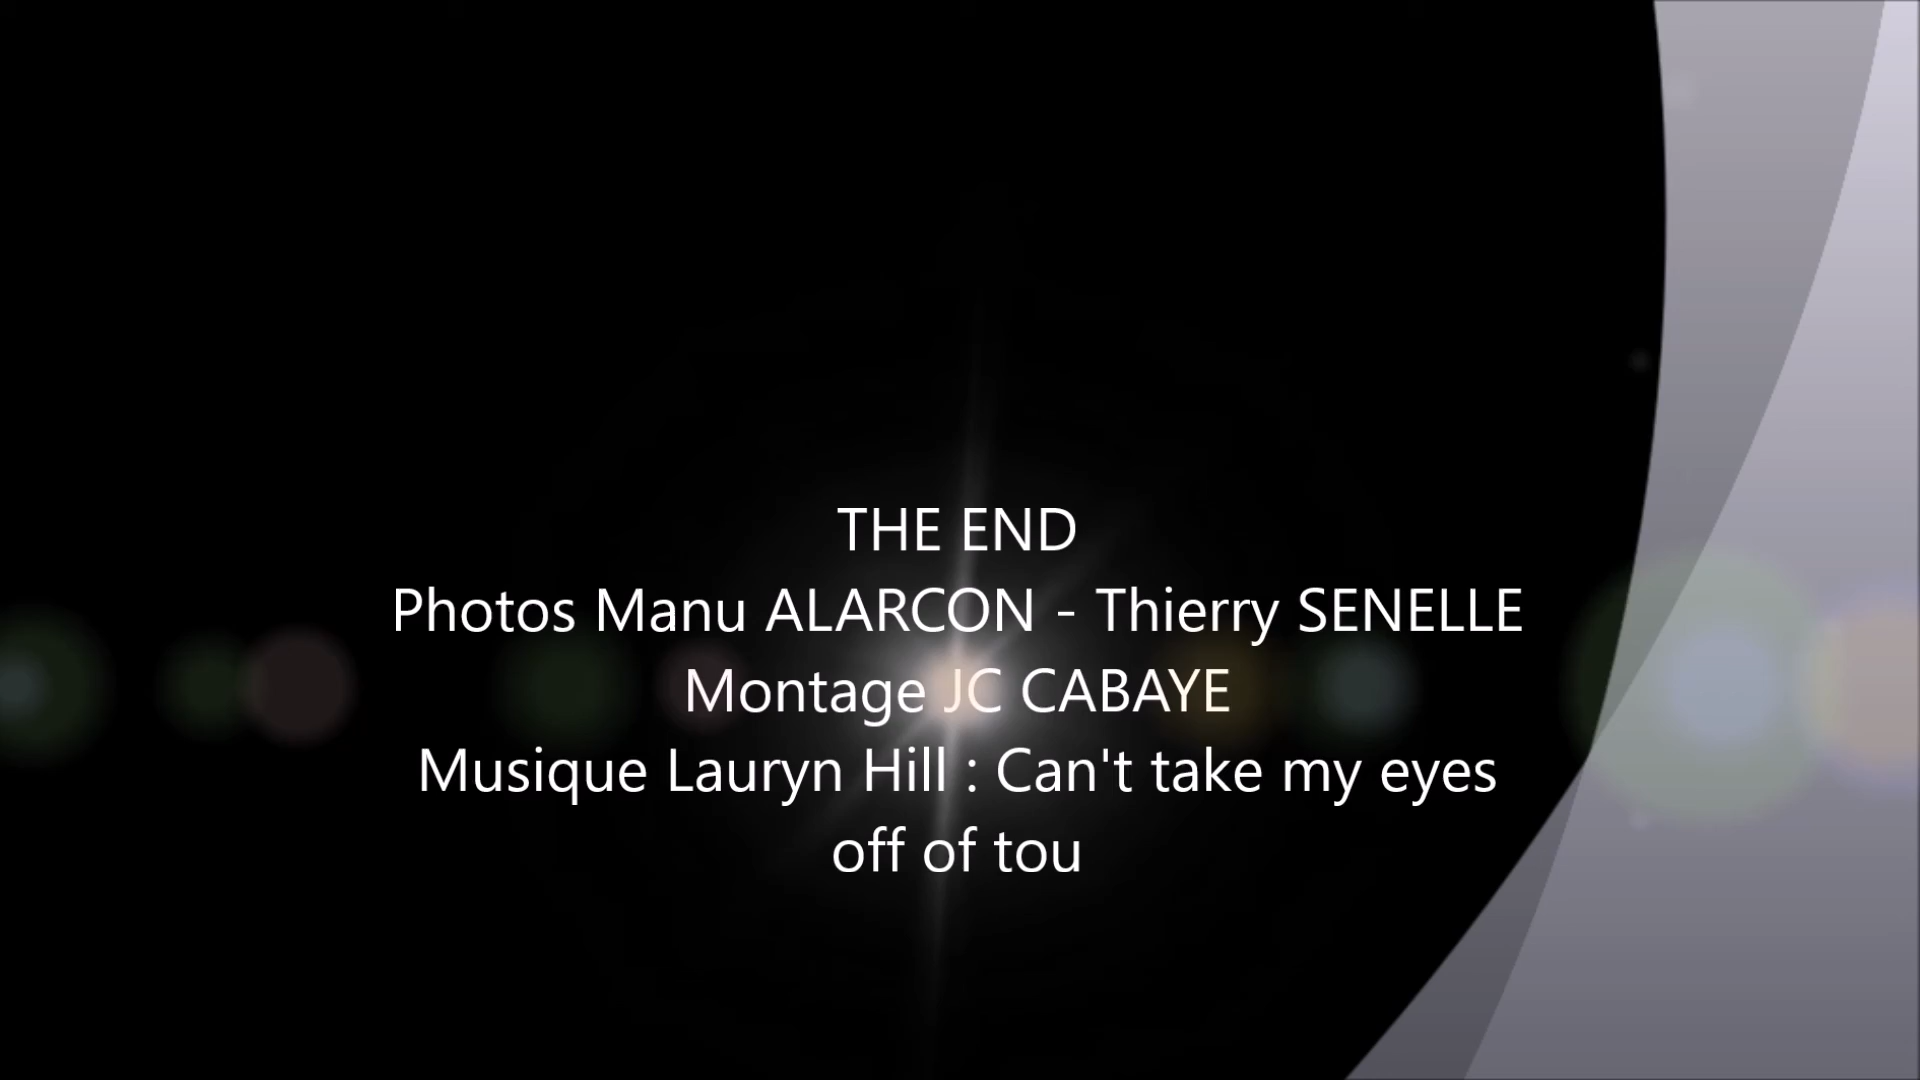 THE END
Photos Manu ALARCON - Thierry SENELLE
Montage JC CABAYE
Musique Lauryn Hill : Can't take my eyes
off of tou